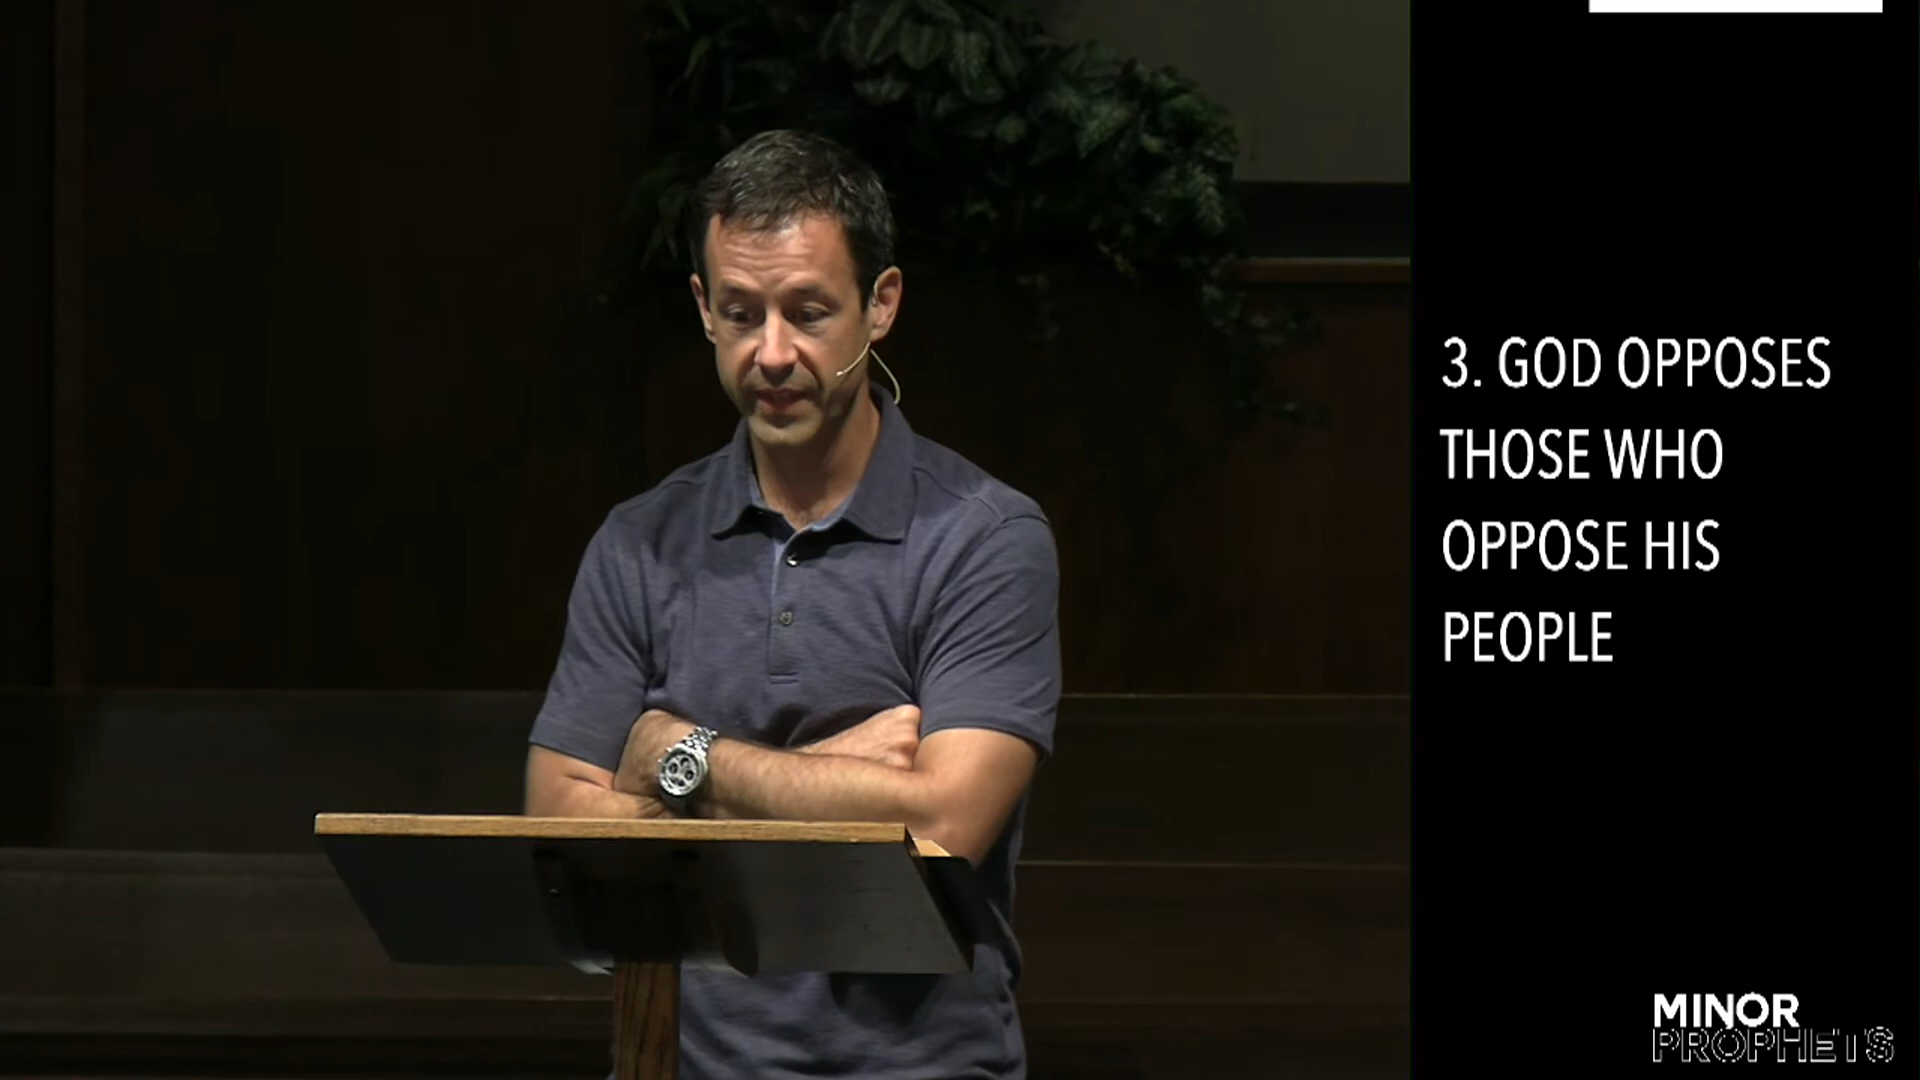 3. GOD OPPOSES
THOSE WHO
OPPOSE HIS
PEOPLE
MINOR
PROPHETS